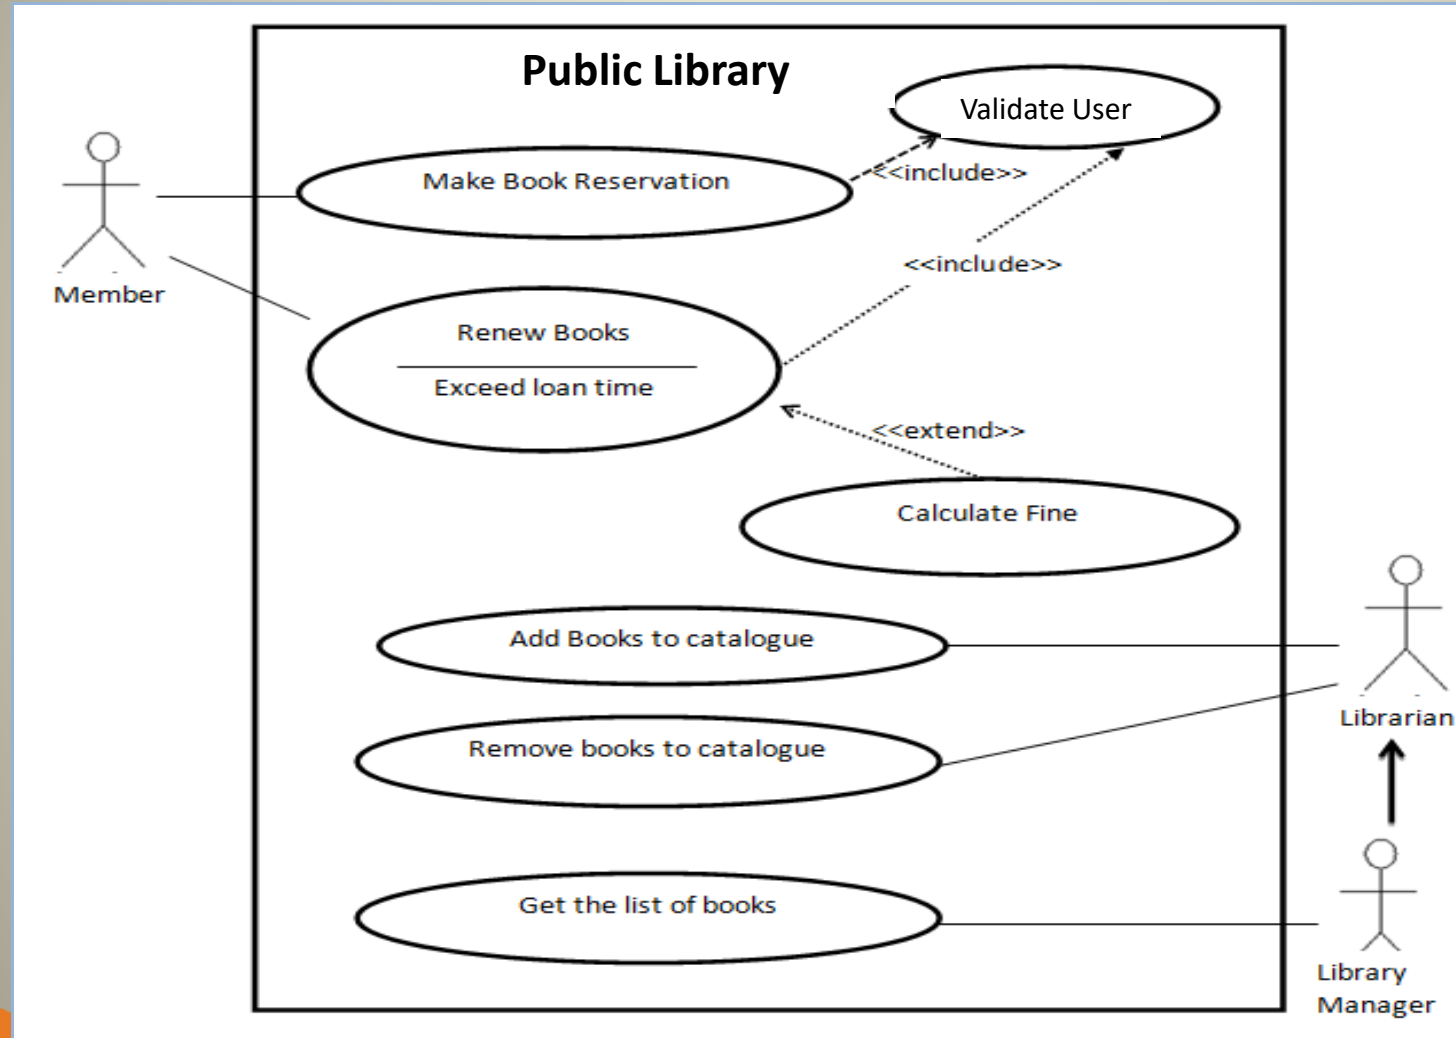 Public Library
Validate User
Make Book Reservation
<<include>>
<<include>>
Member
Renew Books
Exceed loan time
<<extend>>
Calculate Fine
Add Books to catalogue
Librarian
Remove books to catalogue
Get the list of books
Library
Manager